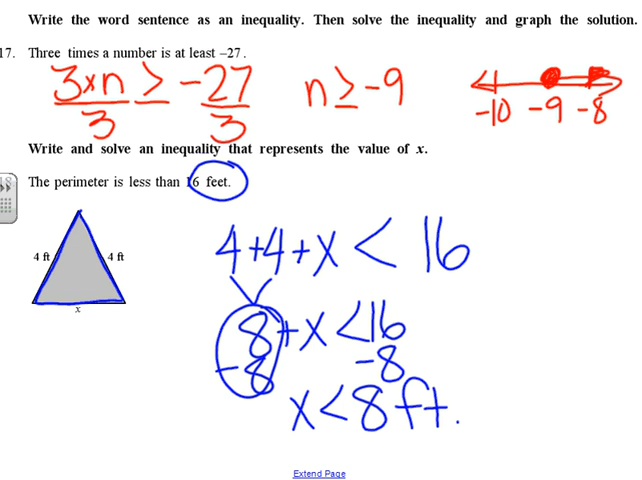 Write the word sentence as an inequality. Then solve the inequality and graph the solution.
17. Three times a number is at least –27.
3×n ≥ -27 n ≥ -9
3 3 -10 -9 -8
Write and solve an inequality that represents the value of x.
The perimeter is less than 16 feet.
4 ft 4 ft
x
4+4+x < 16
8+x <16
-8 -8
x<8ft.
Extend Page